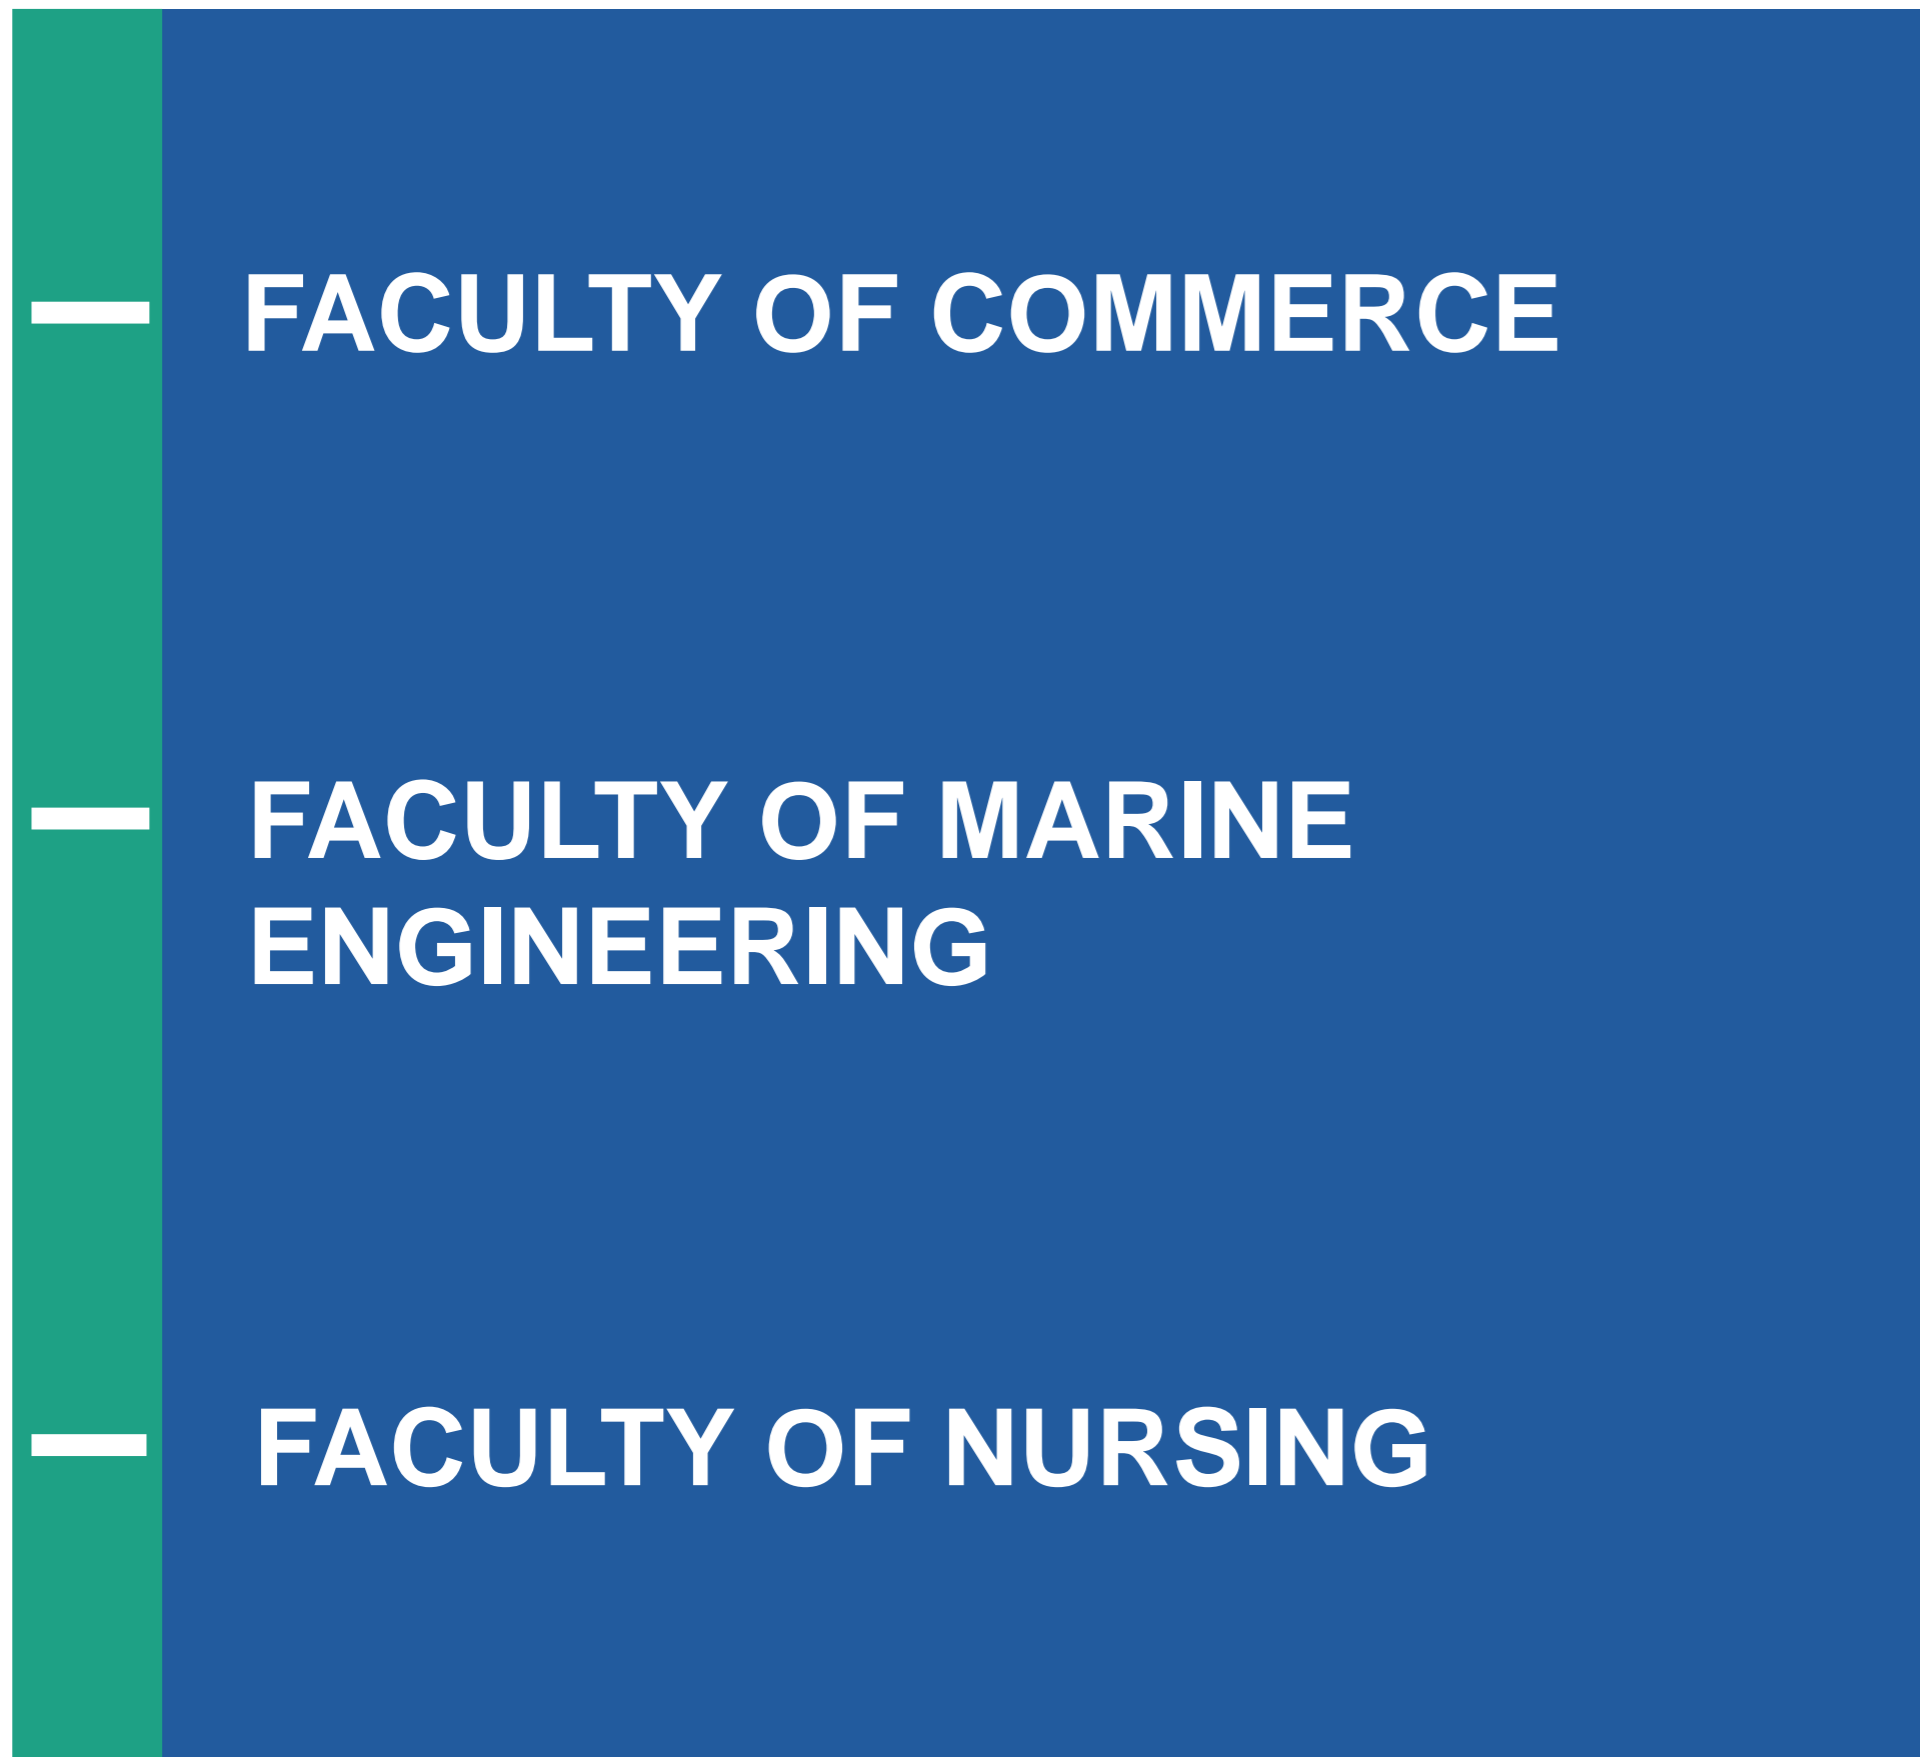 FACULTY OF COMMERCE
FACULTY OF MARINE
ENGINEERING
FACULTY OF NURSING